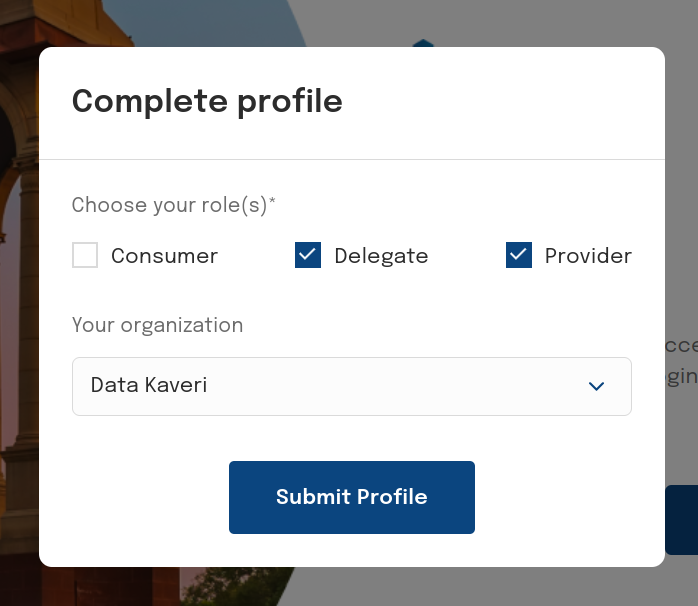 Complete profile
Choose your role(s)*
Consumer Delegate Provider
Your organization
Data Kaveri
Submit Profile